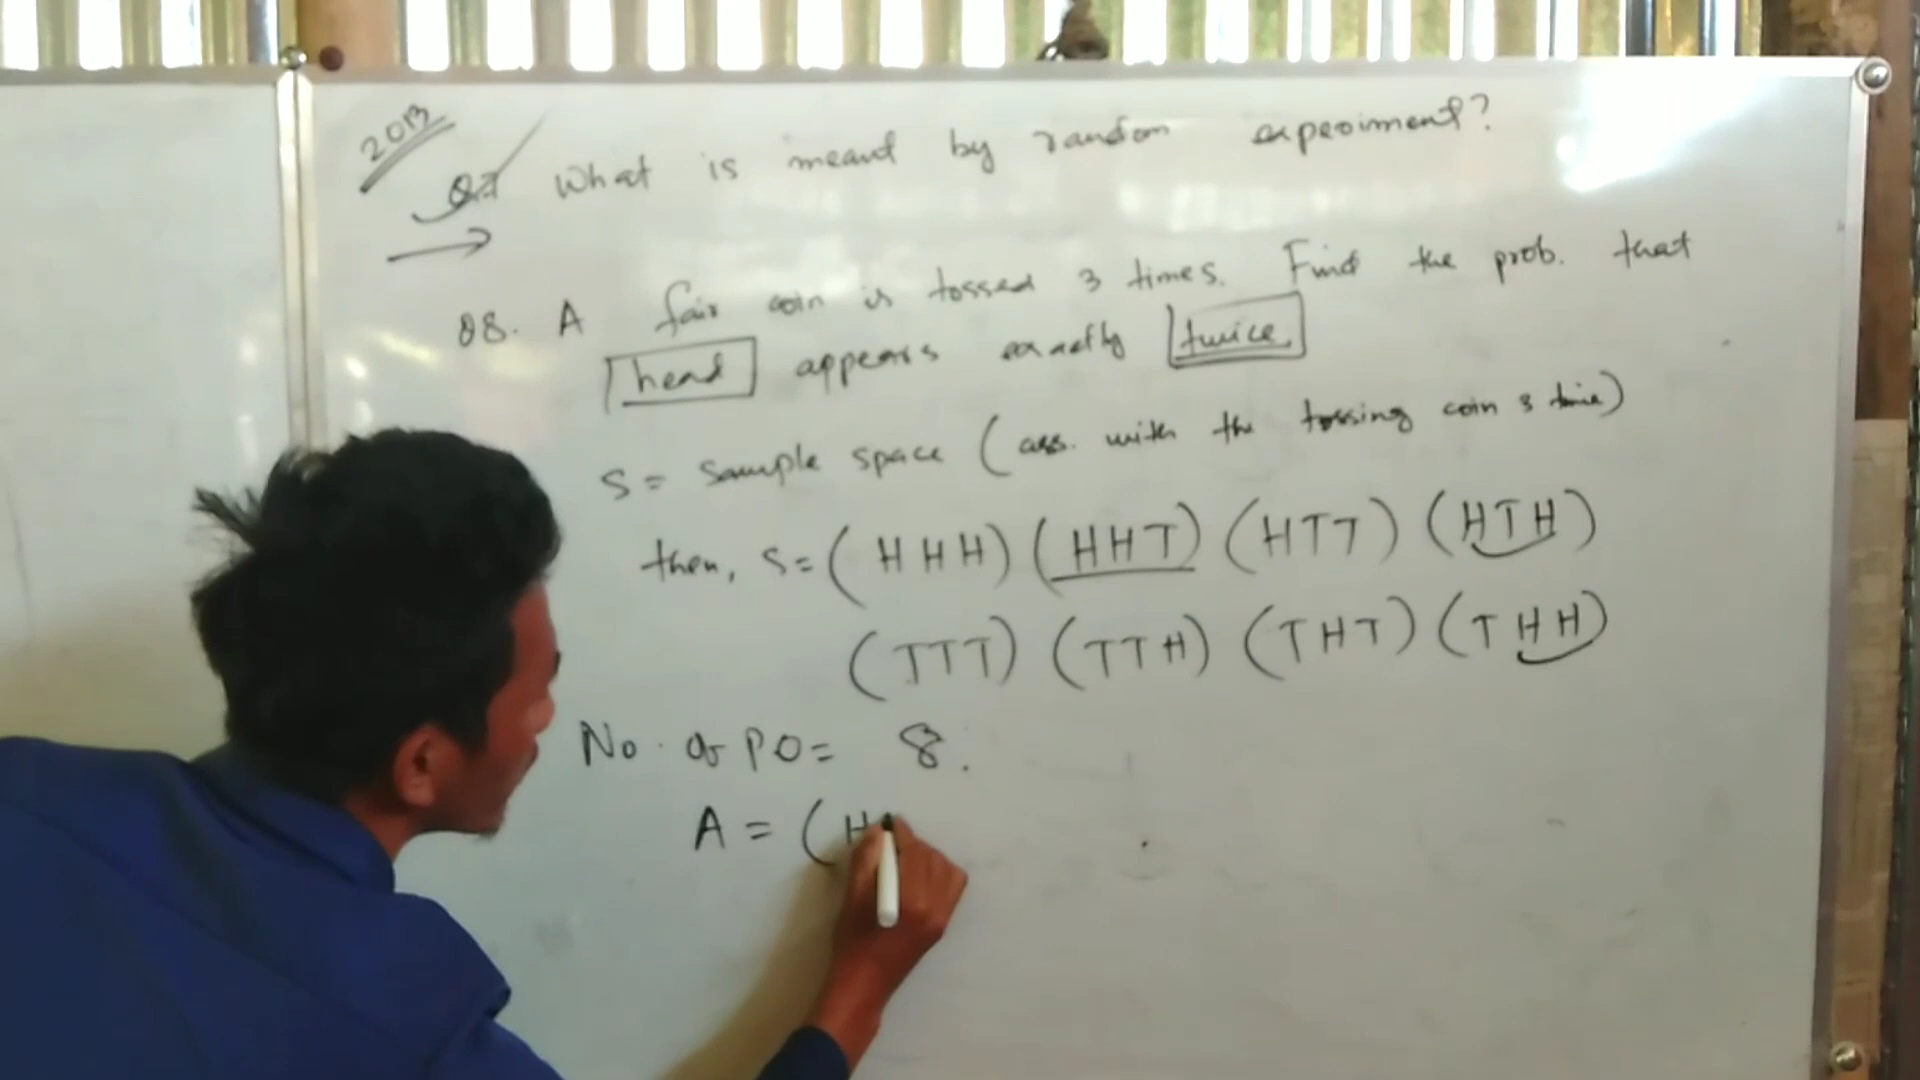 2013
What is meant by random experiment?
08. A fair coin is tossed 3 times. Find the prob. that
head appears exactly twice.
S = Sample space (ass. with the tossing coin 3 time)
then, S = (HHH) (HHT) (HTT) (HTH)
(TTT) (TTH) (THT) (THH)
No. of PO = 8.
A = (H